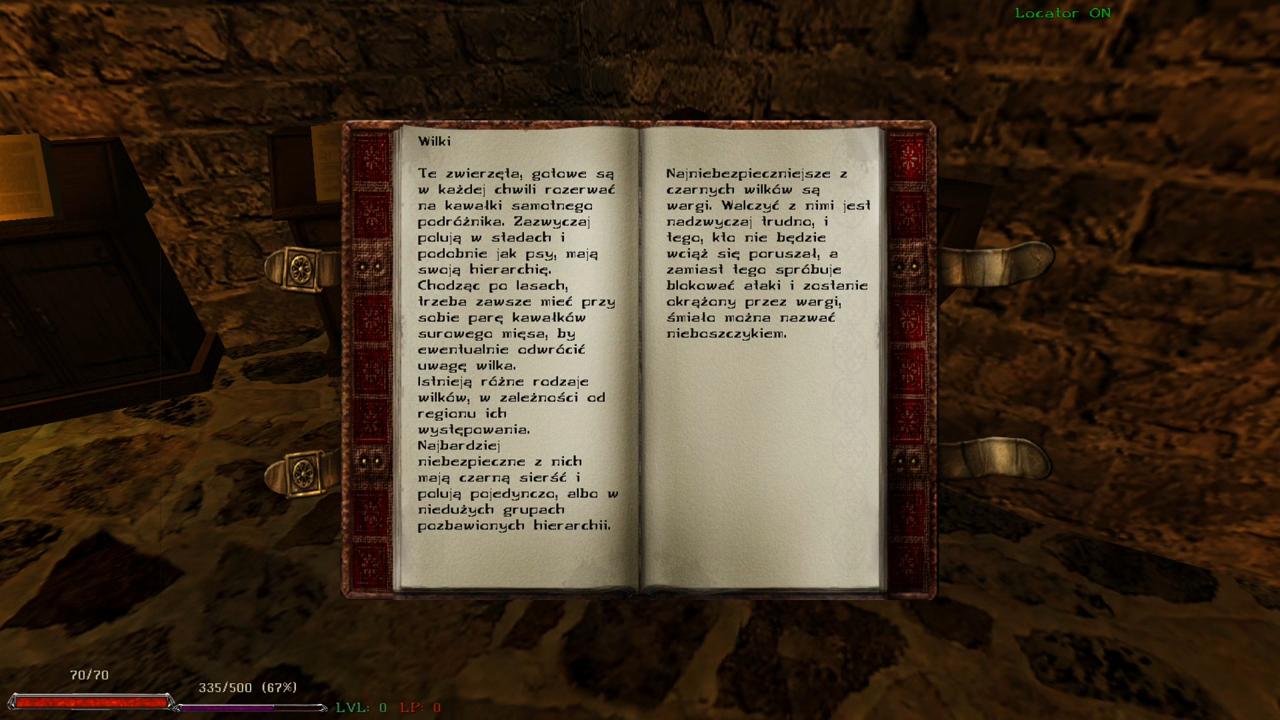 Locator ON
Wilki
Te zwierzęta, gotowe są
w każdej chwili rozerwać
na kawałki samotnego
podróżnika. Zazwyczaj
polują w stadach i
podobnie jak psy, mają
swoją hierarchię.
Chodząc po lasach,
trzeba zawsze mieć przy
sobie parę kawałków
surowego mięsa, by
ewentualnie odwrócić
uwagę wilka.
Istnieją różne rodzaje
wilków, w zależności od
regionu ich
występowania.
Najbardziej
niebezpieczne z nich
mają czarną sierść i
polują pojedynczo, albo w
niedużych grupach
pozbawionych hierarchii.
Najniebezpieczniejsze z
czarnych wilków są
wargi. Walczyć z nimi jest
nadzwyczaj trudno, i
tego, kto nie będzie
wciąż się poruszał, a
zamiast tego spróbuje
blokować ataki i zostanie
okrążony przez wargi,
śmiało można nazwać
nieboszczykiem.
70/70
335/500 (67%)
LVL: 0 LP: 0